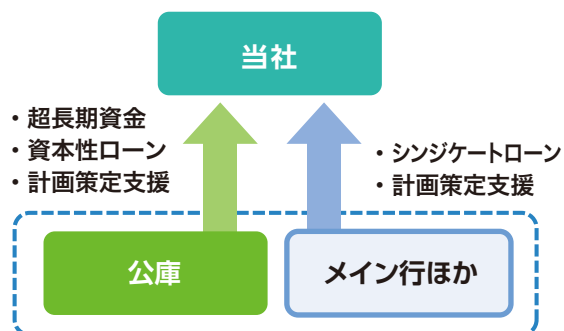 当社
・超長期資金
・資本性ローン
・計画策定支援
・シンジケートローン
・計画策定支援
公庫
メイン行ほか